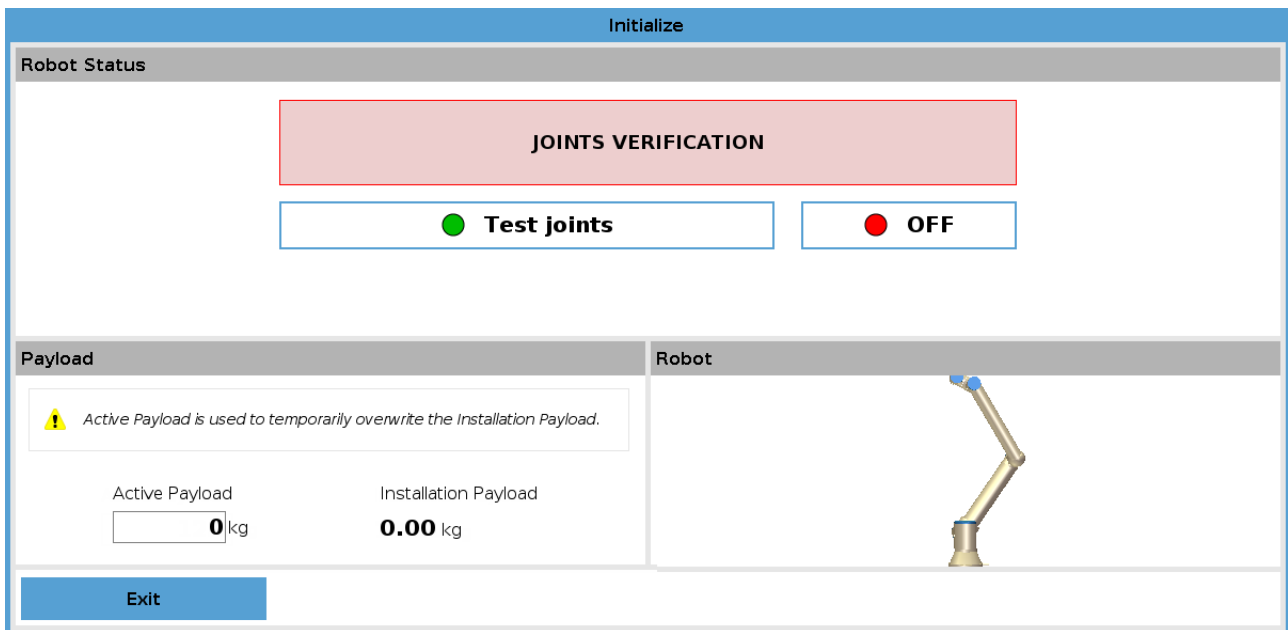 Initialize
Robot Status
JOINTS VERIFICATION
Test joints
OFF
Payload
Robot
Active Payload is used to temporarily overwrite the Installation Payload.
Active Payload
Installation Payload
0 kg
0.00 kg
Exit